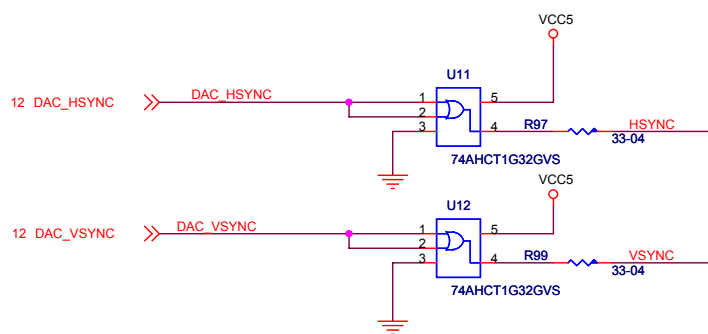 VCC5
U11
12 DAC_HSYNC
DAC_HSYNC
1
2
3
5
4
R97
HSYNC
33-04
74AHCT1G32GVS
VCC5
U12
12 DAC_VSYNC
DAC_VSYNC
1
2
3
5
4
R99
VSYNC
33-04
74AHCT1G32GVS